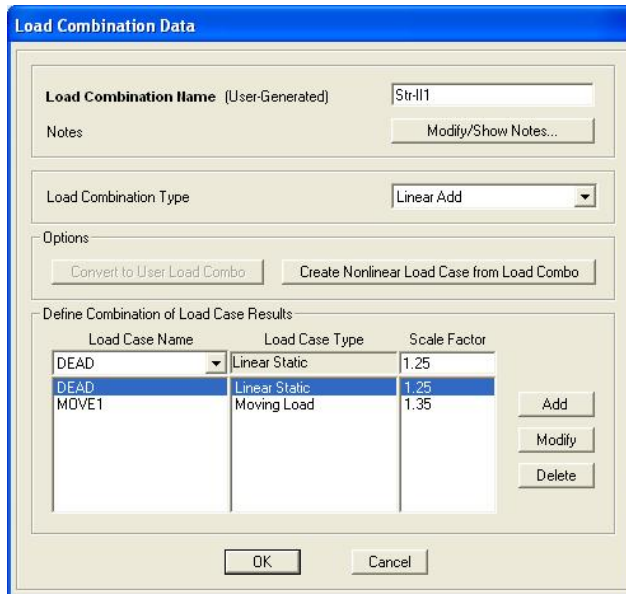 Load Combination Data
Load Combination Name (User-Generated)
Str-II1
Notes
Modify/Show Notes...
Load Combination Type
Linear Add
Options
Convert to User Load Combo
Create Nonlinear Load Case from Load Combo
Define Combination of Load Case Results
Load Case Name Load Case Type Scale Factor
DEAD Linear Static 1.25
DEAD Linear Static 1.25
MOVE1 Moving Load 1.35
Add
Modify
Delete
OK Cancel